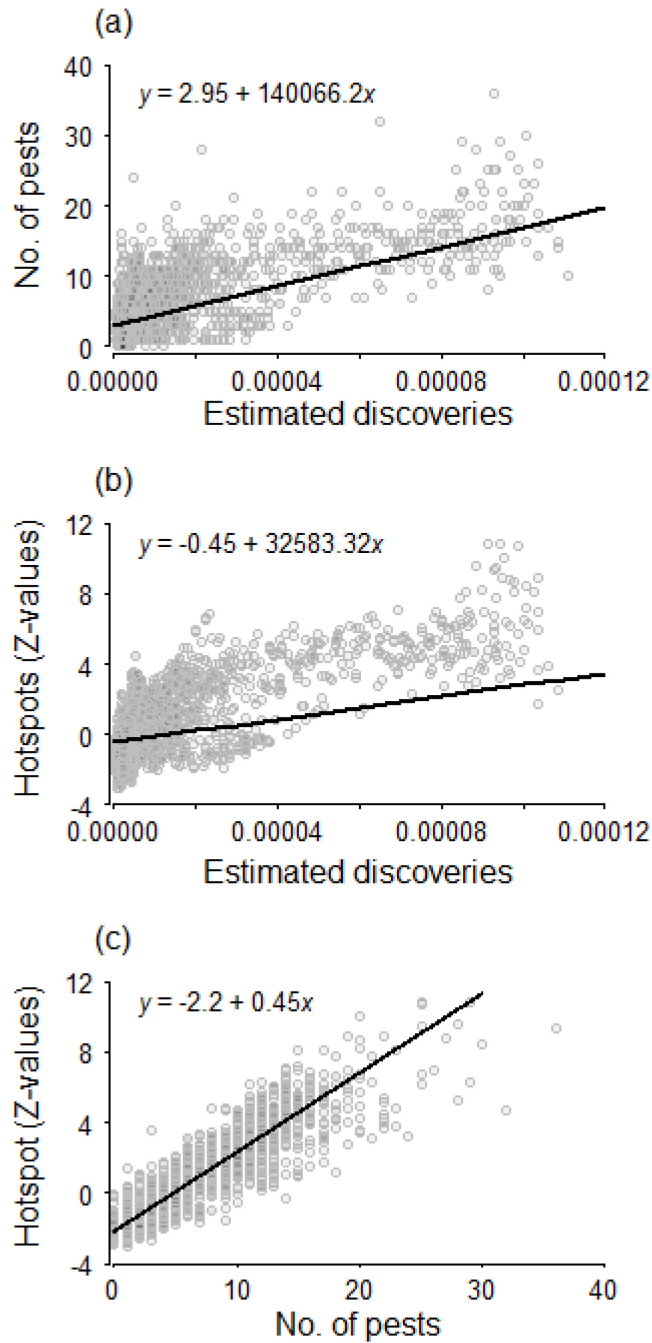 (a)
y = 2.95 + 140066.2x
No. of pests
40
30
20
10
0
0.00000 0.00004 0.00008 0.00012
Estimated discoveries
(b)
y = -0.45 + 32583.32x
Hotspots (Z-values)
12
8
4
0
-4
0.00000 0.00004 0.00008 0.00012
Estimated discoveries
(c)
y = -2.2 + 0.45x
Hotspot (Z-values)
12
8
4
0
-4
0 10 20 30 40
No. of pests